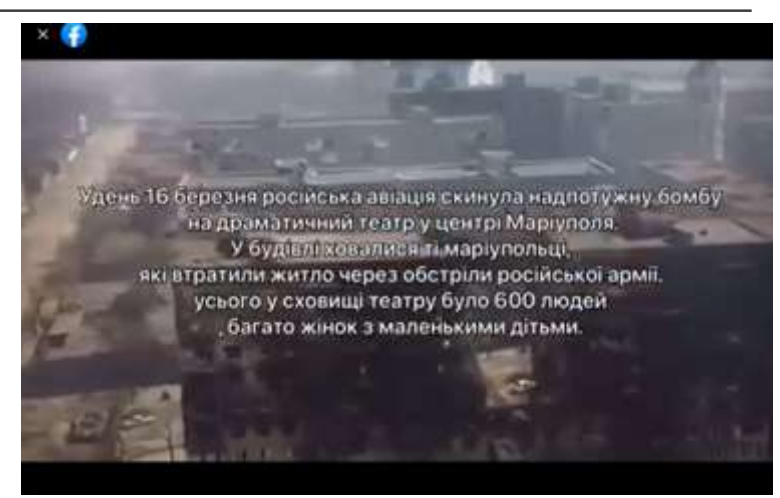 Удень 16 березня російська авіація скинула надпотужну бомбу
на драматичний театр у центрі Маріуполя.
У будівлі ховалися ті маріупольці,
які втратили житло через обстріли російської армії.
усього у сховищі театру було 600 людей
, багато жінок з маленькими дітьми.